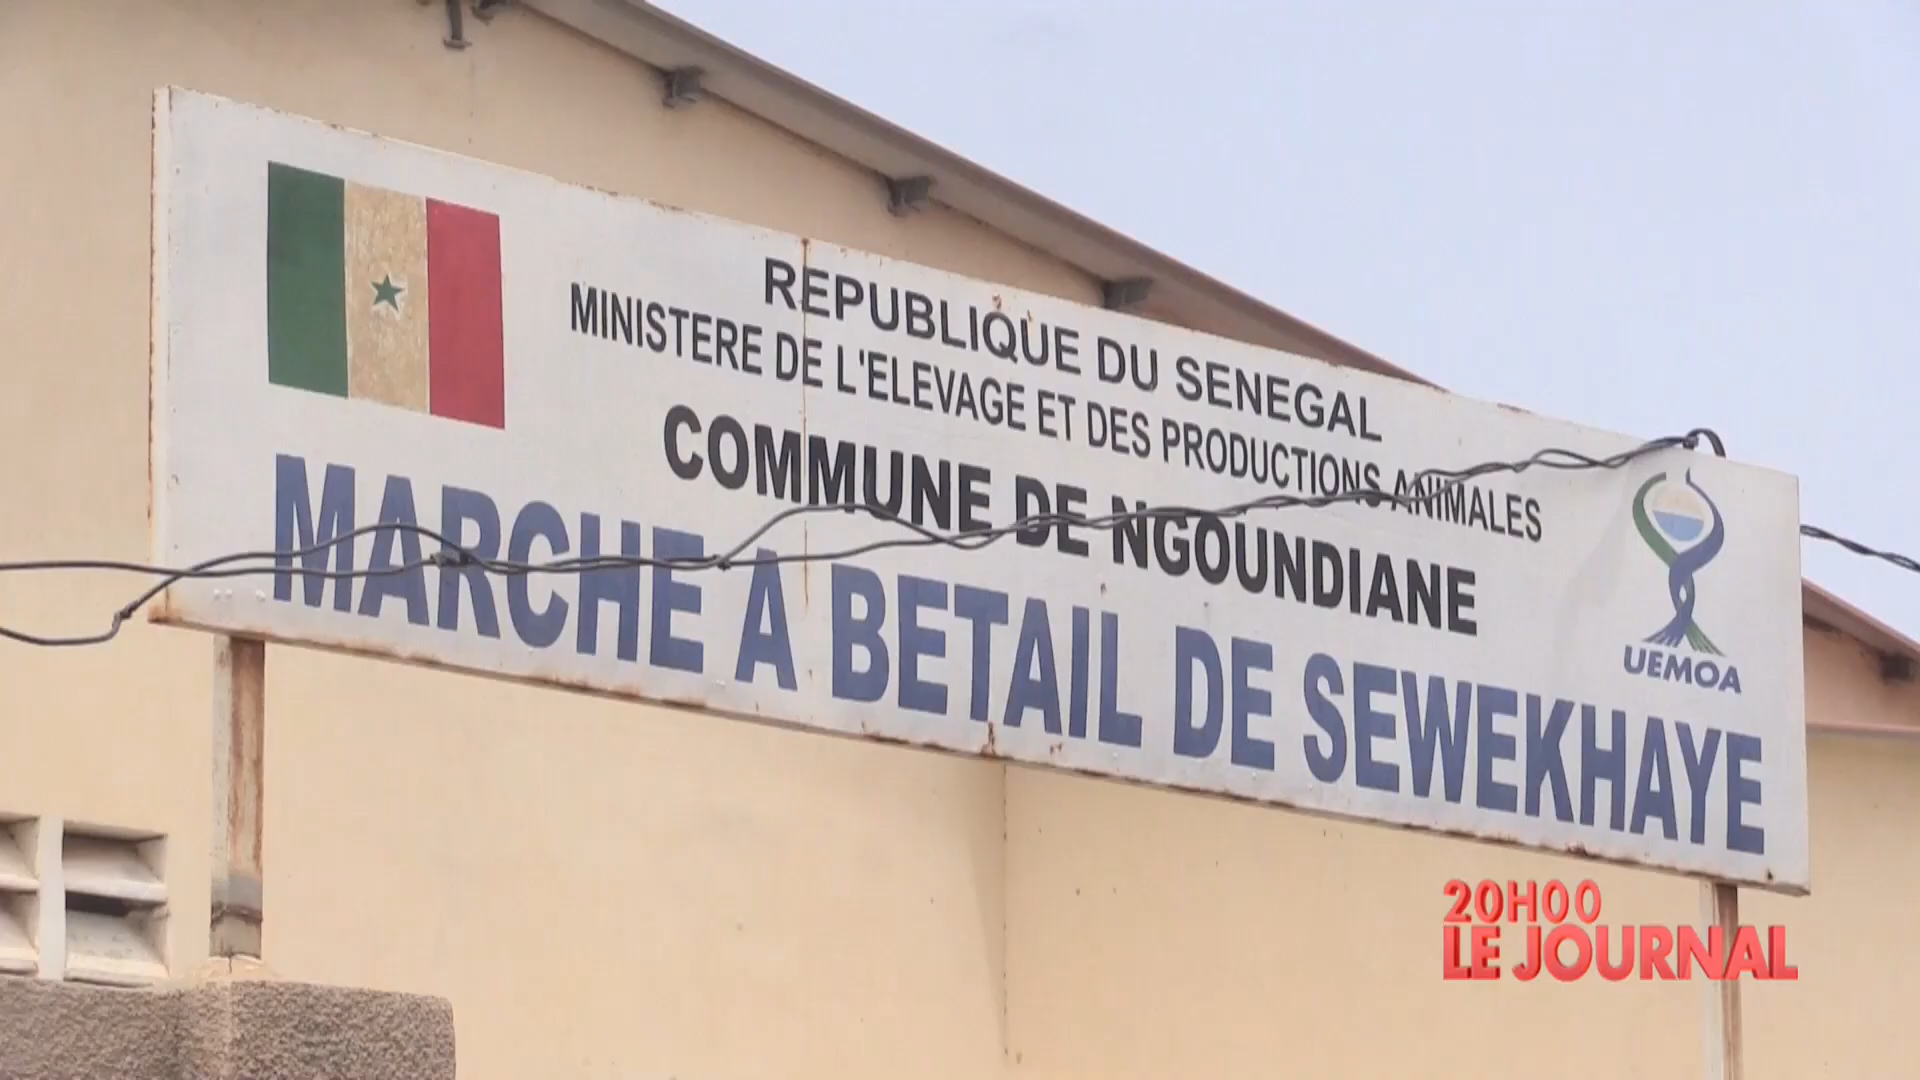 REPUBLIQUE DU SENEGAL
MINISTERE DE L'ELEVAGE ET DES PRODUCTIONS ANIMALES
COMMUNE DE NGOUNDIANE
MARCHE A BETAIL DE SEWEKHAYE
UEMOA
20H00
LE JOURNAL